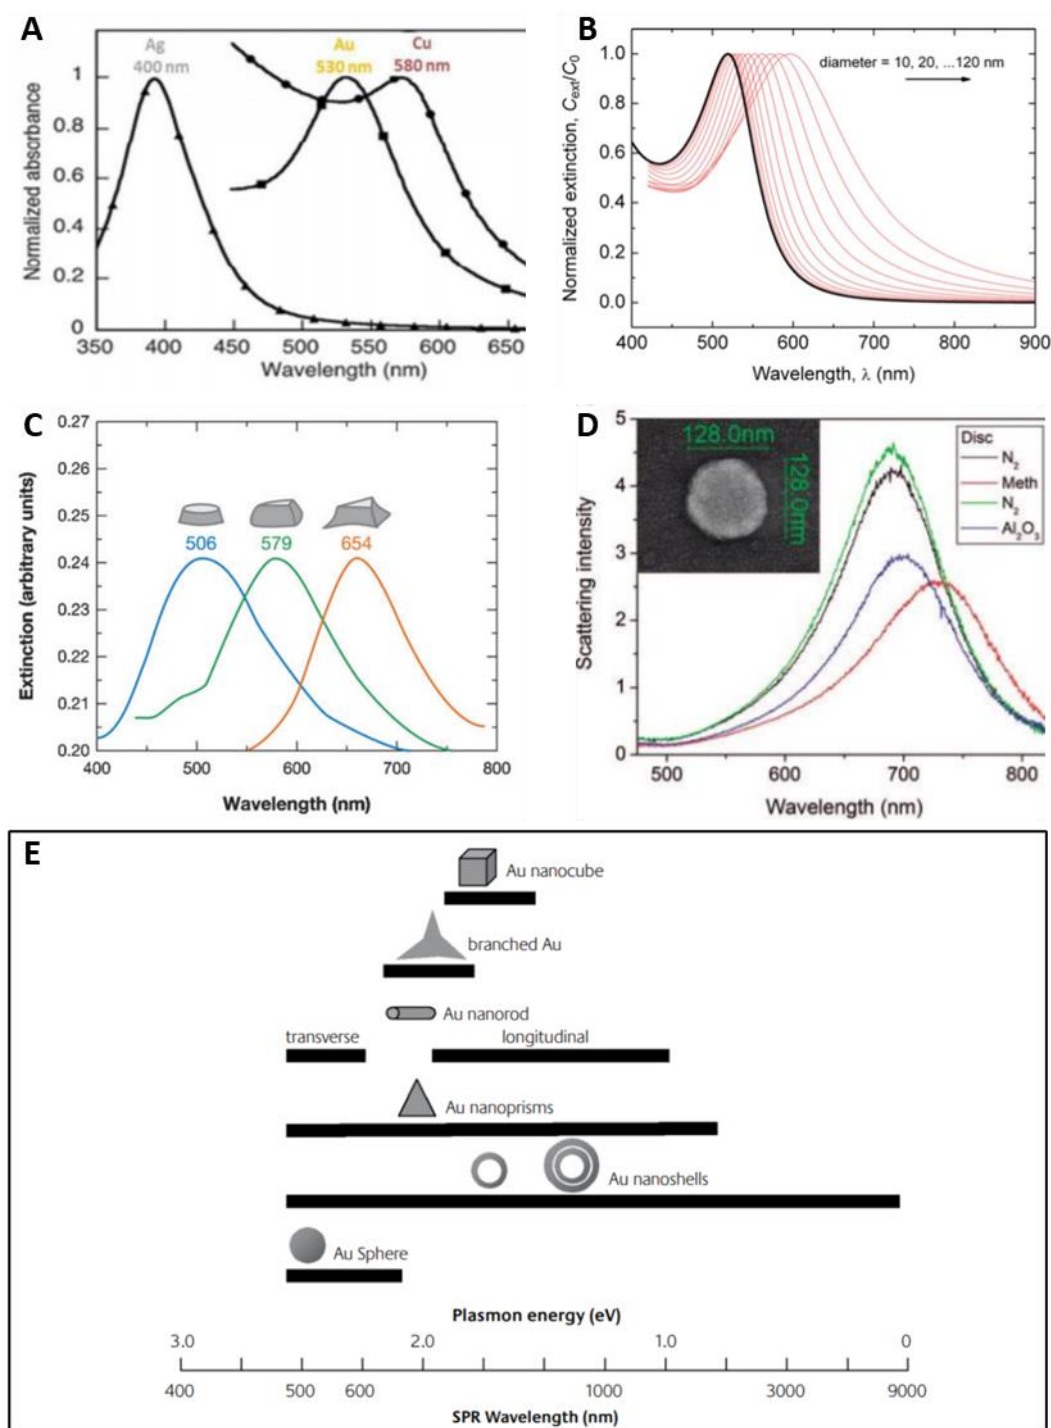 A
Ag
400 nm
Au
530 nm
Cu
580 nm
1
0.8
0.6
0.4
0.2
0
Normalized absorbance
350 400 450 500 550 600 650
Wavelength (nm)
B
diameter = 10, 20, ...120 nm
1.0
0.8
0.6
0.4
0.2
0.0
Normalized extinction, Cext/C0
400 500 600 700 800 900
Wavelength, λ (nm)
C
0.27
0.26
0.25
0.24
0.23
0.22
0.21
0.20
Extinction (arbitrary units)
506 579 654
400 500 600 700 800
Wavelength (nm)
D
128.0nm
128.0nm
Disc
N2
Meth
N2
Al2O3
5
4
3
2
1
0
Scattering intensity
500 600 700 800
Wavelength (nm)
E
Au nanocube
branched Au
Au nanorod
transverse longitudinal
Au nanoprisms
Au nanoshells
Au Sphere
Plasmon energy (eV)
3.0 2.0 1.0 0
400 500 600 1000 3000 9000
SPR Wavelength (nm)